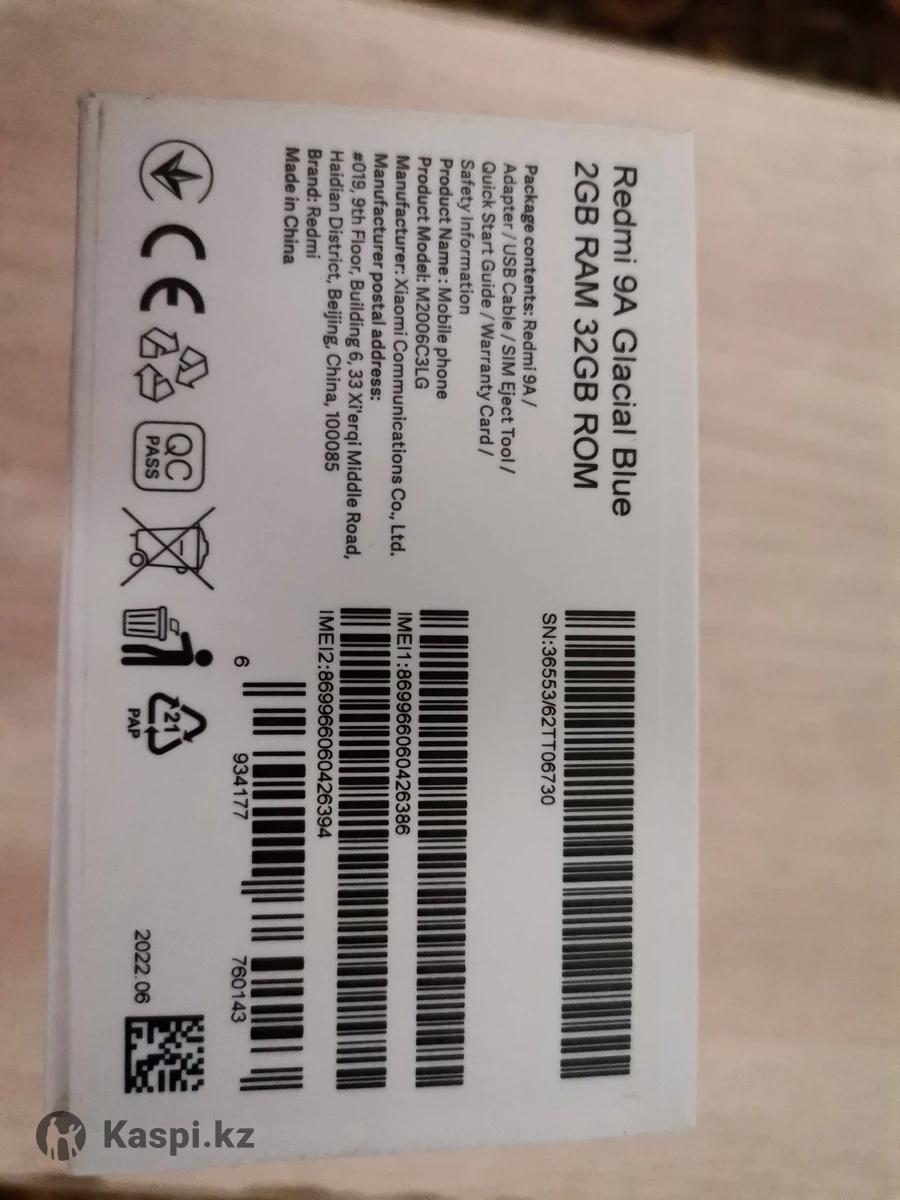 Redmi 9A Glacial Blue
2GB RAM 32GB ROM
Package contents: Redmi 9A /
Adapter / USB Cable / SIM Eject Tool /
Quick Start Guide / Warranty Card /
Safety Information
Product Name : Mobile phone
Product Model: M2006C3LG
Manufacturer: Xiaomi Communications Co., Ltd.
Manufacturer postal address:
#019, 9th Floor, Building 6, 33 Xi'erqi Middle Road,
Haidian District, Beijing, China, 100085
Brand: Redmi
Made in China
SN:36553/62TT06730
IMEI1:869966060426386
IMEI2:869966060426394
6 934177 760143
CE
QC
PASS
21
PAP
2022.06
Kaspi.kz